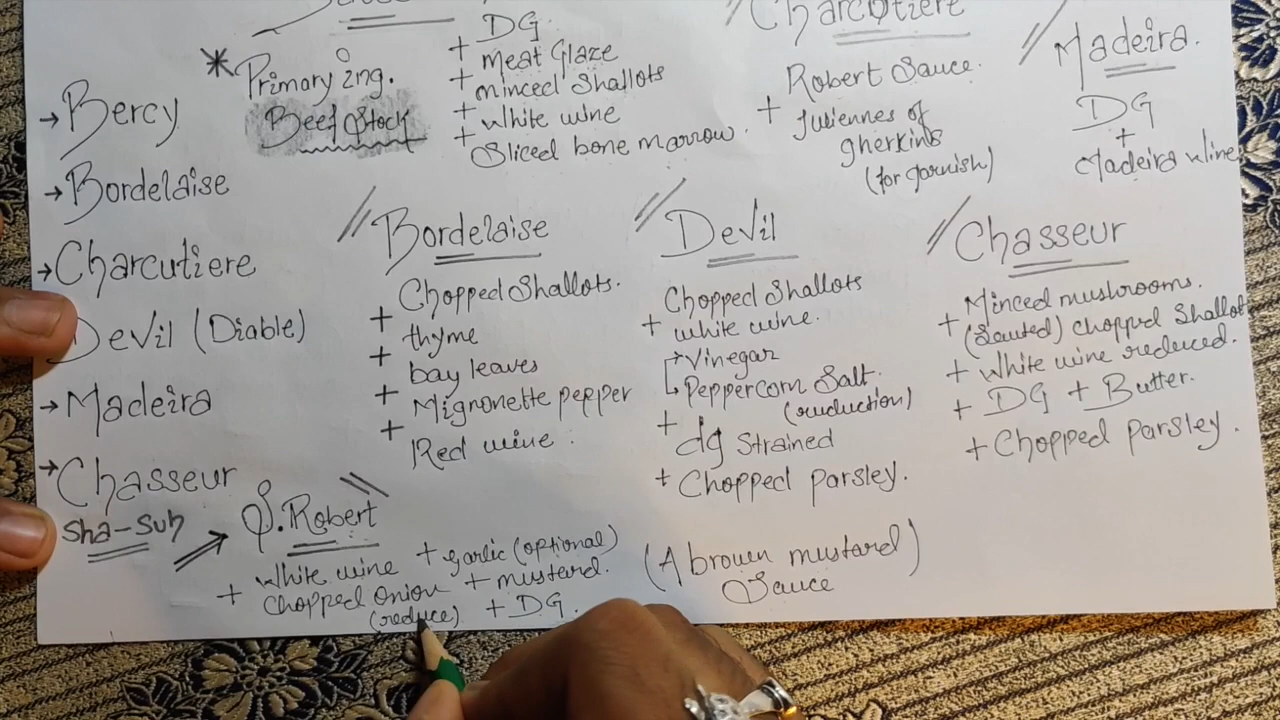 * Primary ing.
Beef Stock
DG
+ Meat Glaze
+ minced Shallots
+ White wine
+ Sliced bone marrow.
Charcutiere
Robert Sauce.
+ Juliennes of
gherkins
(for garnish)
Madeira.
DG
+
Madeira wine
→ Bercy
→ Bordelaise
→ Charcutiere
Devil (Diable)
→ Madeira
→ Chasseur
Sha-Suh
Bordelaise
Chopped Shallots.
+ thyme
+ bay leaves
+ Mignonette pepper
+ Red wine.
Devil
Chopped Shallots
+ White wine.
Vinegar
Peppercorn Salt.
(reduction)
+ dg Strained
+ Chopped parsley.
Chasseur
Minced mushrooms.
+ (Sauted) chopped Shallot
+ White wine reduced.
+ DG + Butter.
+ Chopped parsley.
S. Robert
White wine + garlic (optional)
+ Chopped Onion + mustard.
(reduce) + DG.
(A brown mustard)
Sauce